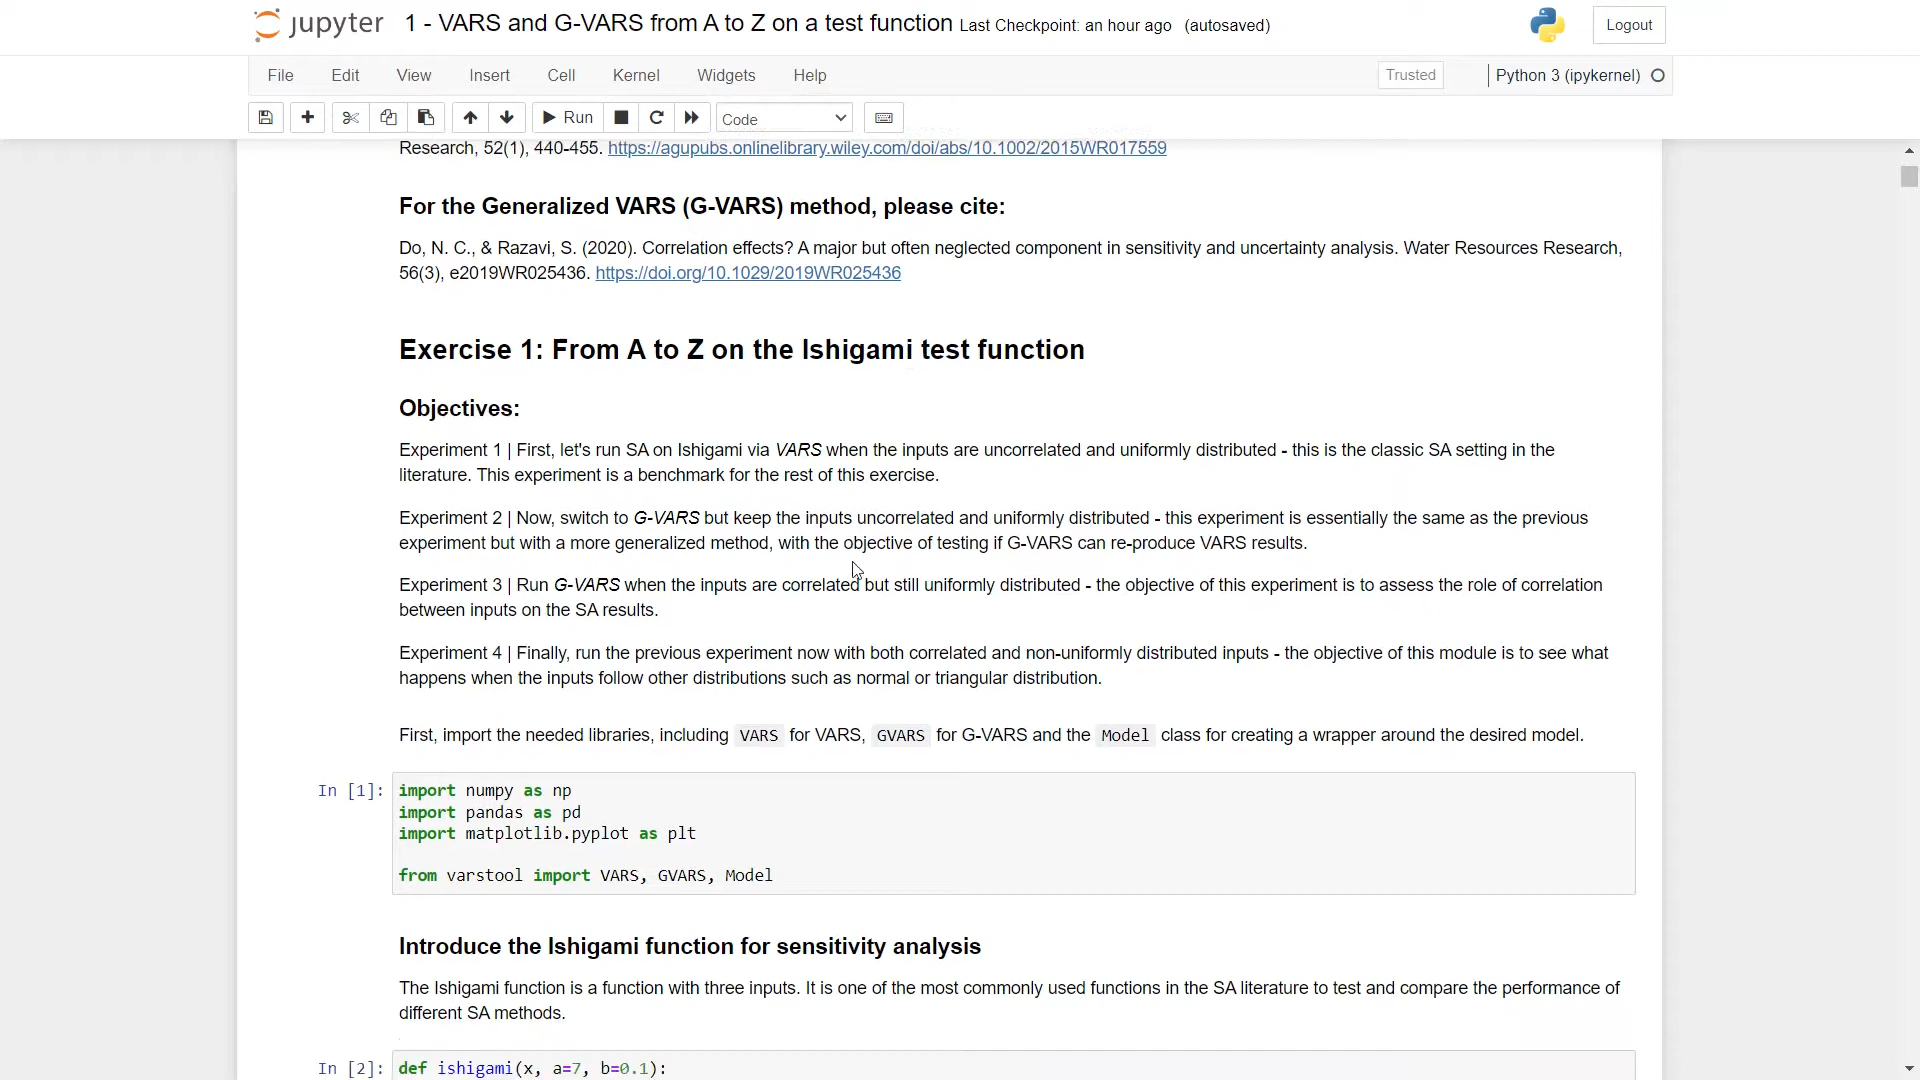 jupyter 1 - VARS and G-VARS from A to Z on a test function Last Checkpoint: an hour ago (autosaved) Logout
File Edit View Insert Cell Kernel Widgets Help Trusted Python 3 (ipykernel)
Run Code
Research, 52(1), 440-455. https://agupubs.onlinelibrary.wiley.com/doi/abs/10.1002/2015WR017559
For the Generalized VARS (G-VARS) method, please cite:
Do, N. C., & Razavi, S. (2020). Correlation effects? A major but often neglected component in sensitivity and uncertainty analysis. Water Resources Research,
56(3), e2019WR025436. https://doi.org/10.1029/2019WR025436
Exercise 1: From A to Z on the Ishigami test function
Objectives:
Experiment 1 | First, let's run SA on Ishigami via VARS when the inputs are uncorrelated and uniformly distributed - this is the classic SA setting in the
literature. This experiment is a benchmark for the rest of this exercise.
Experiment 2 | Now, switch to G-VARS but keep the inputs uncorrelated and uniformly distributed - this experiment is essentially the same as the previous
experiment but with a more generalized method, with the objective of testing if G-VARS can re-produce VARS results.
Experiment 3 | Run G-VARS when the inputs are correlated but still uniformly distributed - the objective of this experiment is to assess the role of correlation
between inputs on the SA results.
Experiment 4 | Finally, run the previous experiment now with both correlated and non-uniformly distributed inputs - the objective of this module is to see what
happens when the inputs follow other distributions such as normal or triangular distribution.
First, import the needed libraries, including VARS for VARS, GVARS for G-VARS and the Model class for creating a wrapper around the desired model.
In [1]: import numpy as np
import pandas as pd
import matplotlib.pyplot as plt
from varstool import VARS, GVARS, Model
Introduce the Ishigami function for sensitivity analysis
The Ishigami function is a function with three inputs. It is one of the most commonly used functions in the SA literature to test and compare the performance of
different SA methods.
In [2]: def ishigami(x, a=7, b=0.1):